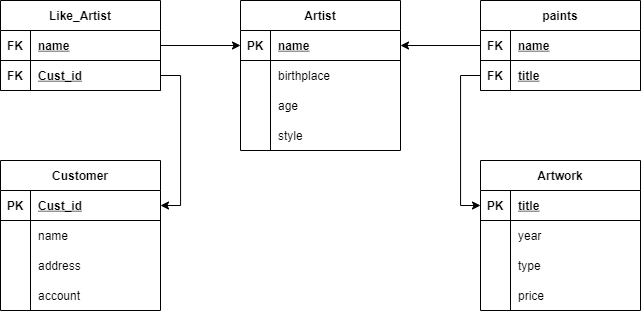 Like_Artist
FK name
FK Cust_id
Artist
PK name
birthplace
age
style
paints
FK name
FK title
Customer
PK Cust_id
name
address
account
Artwork
PK title
year
type
price